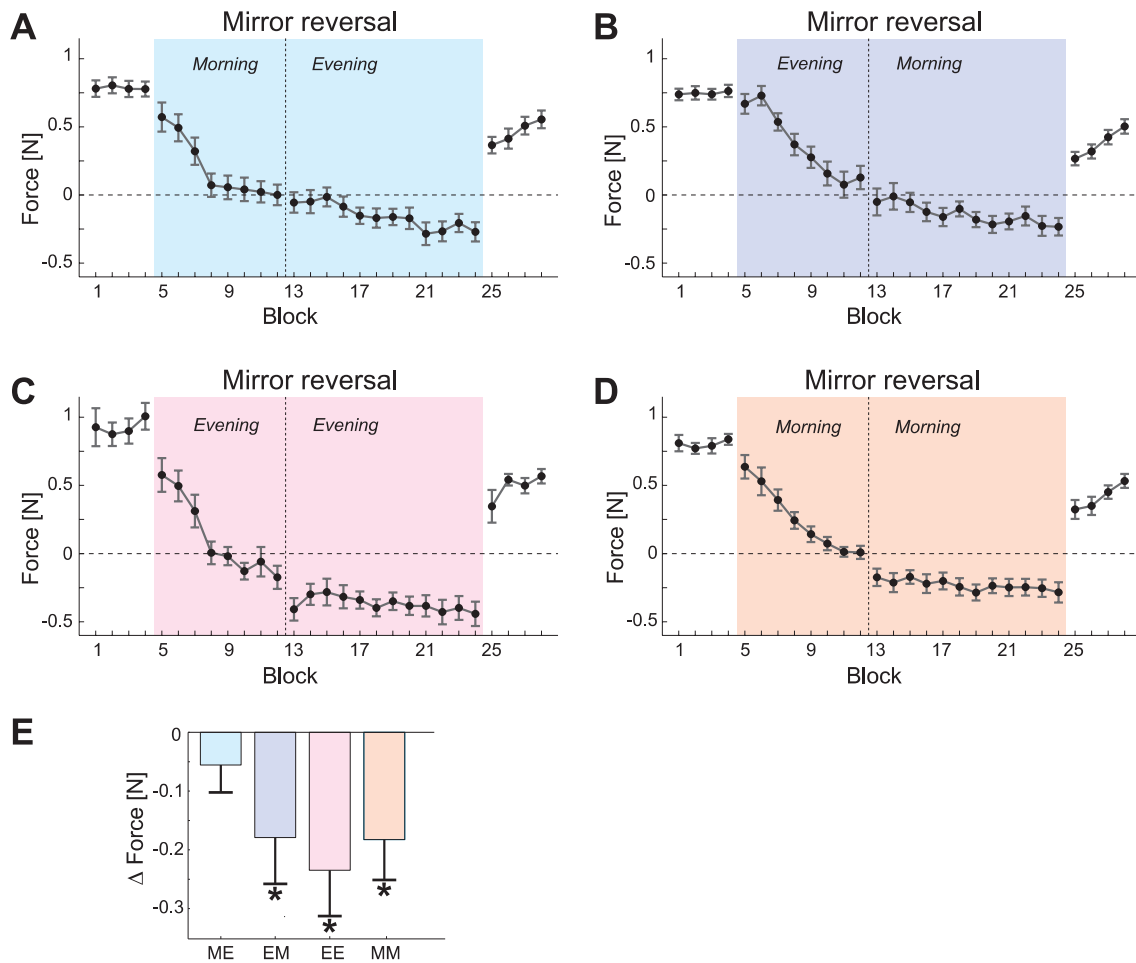 A
Mirror reversal
Morning Evening
1
0.5
0
-0.5
Force [N]
1 5 9 13 17 21 25
Block
B
Mirror reversal
Evening Morning
1
0.5
0
-0.5
Force [N]
1 5 9 13 17 21 25
Block
C
Mirror reversal
Evening Evening
1
0.5
0
-0.5
Force [N]
1 5 9 13 17 21 25
Block
D
Mirror reversal
Morning Morning
1
0.5
0
-0.5
Force [N]
1 5 9 13 17 21 25
Block
E
0
-0.1
-0.2
-0.3
Δ Force [N]
* * *
ME EM EE MM